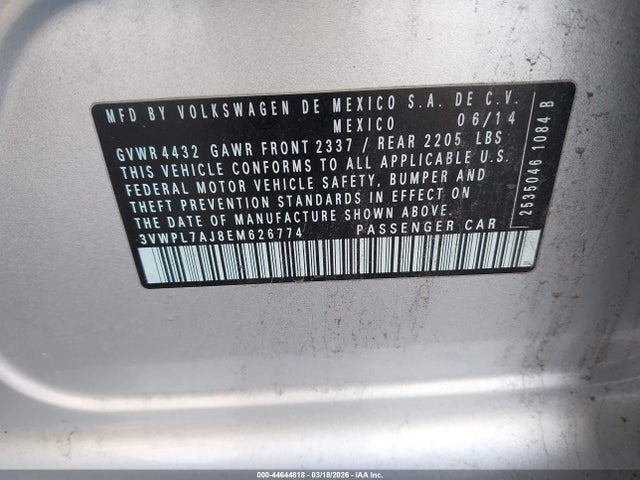 MFD BY VOLKSWAGEN DE MEXICO S.A. DE C.V.
MEXICO 06/14
GVWR 4432 GAWR FRONT 2337 / REAR 2205 LBS
THIS VEHICLE CONFORMS TO ALL APPLICABLE U.S.
FEDERAL MOTOR VEHICLE SAFETY, BUMPER AND
THEFT PREVENTION STANDARDS IN EFFECT ON
THE DATE OF MANUFACTURE SHOWN ABOVE.
3VWPL7AJ8EM626774 PASSENGER CAR
2535046 1084 B
000-44644818 - 03/18/2026 - IAA Inc.